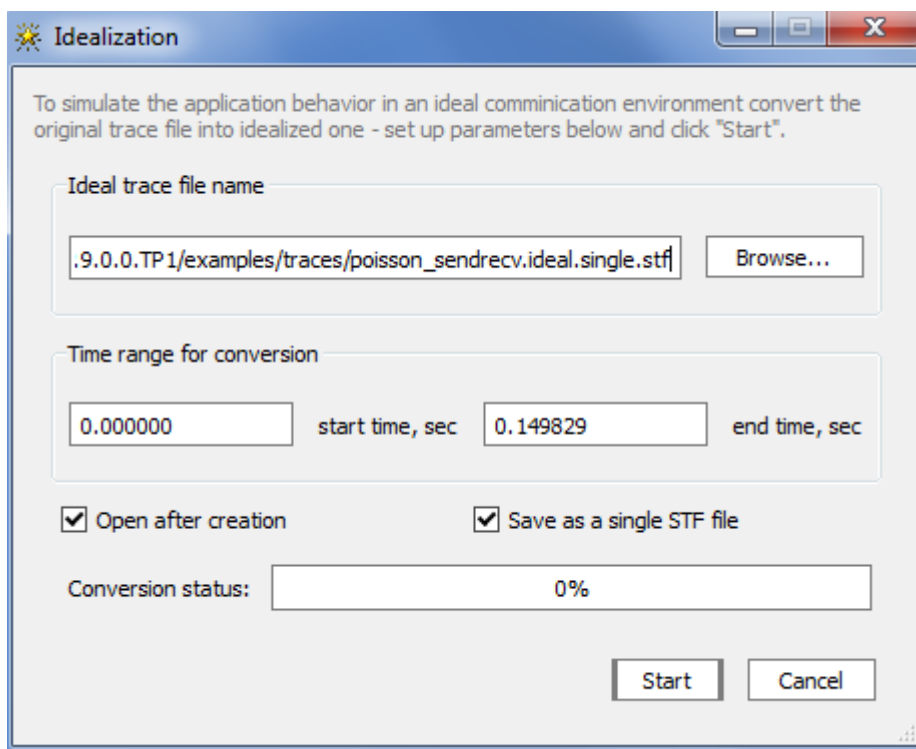 Idealization
To simulate the application behavior in an ideal comminication environment convert the
original trace file into idealized one - set up parameters below and click "Start".
Ideal trace file name
.9.0.0.TP1/examples/traces/poisson_sendrecv.ideal.single.stf
Browse...
Time range for conversion
0.000000 start time, sec 0.149829 end time, sec
Open after creation Save as a single STF file
Conversion status: 0%
Start Cancel